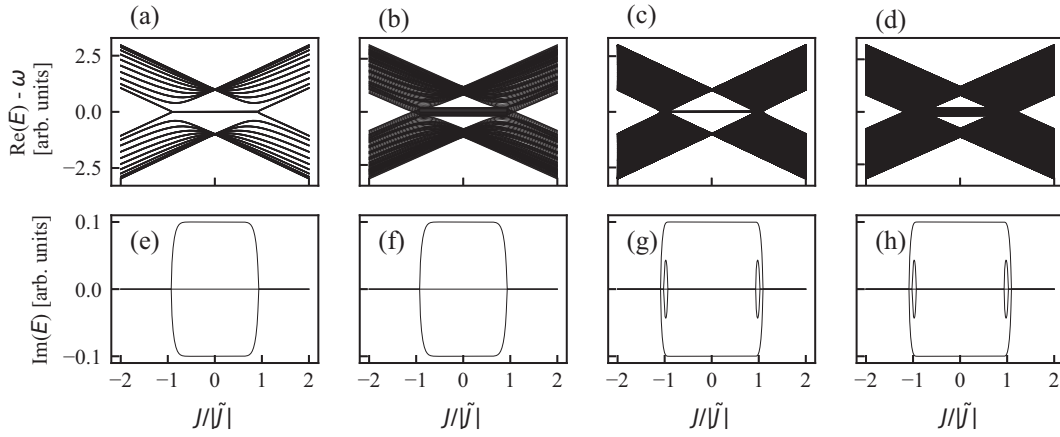 (a) (b) (c) (d)
Re(E) - ω
[arb. units]
2.5
0.0
−2.5
(e) (f) (g) (h)
Im(E) [arb. units]
0.1
0.0
−0.1
−2 −1 0 1 2 −2 −1 0 1 2 −2 −1 0 1 2 −2 −1 0 1 2
J/|J̃| J/|J̃| J/|J̃| J/|J̃|